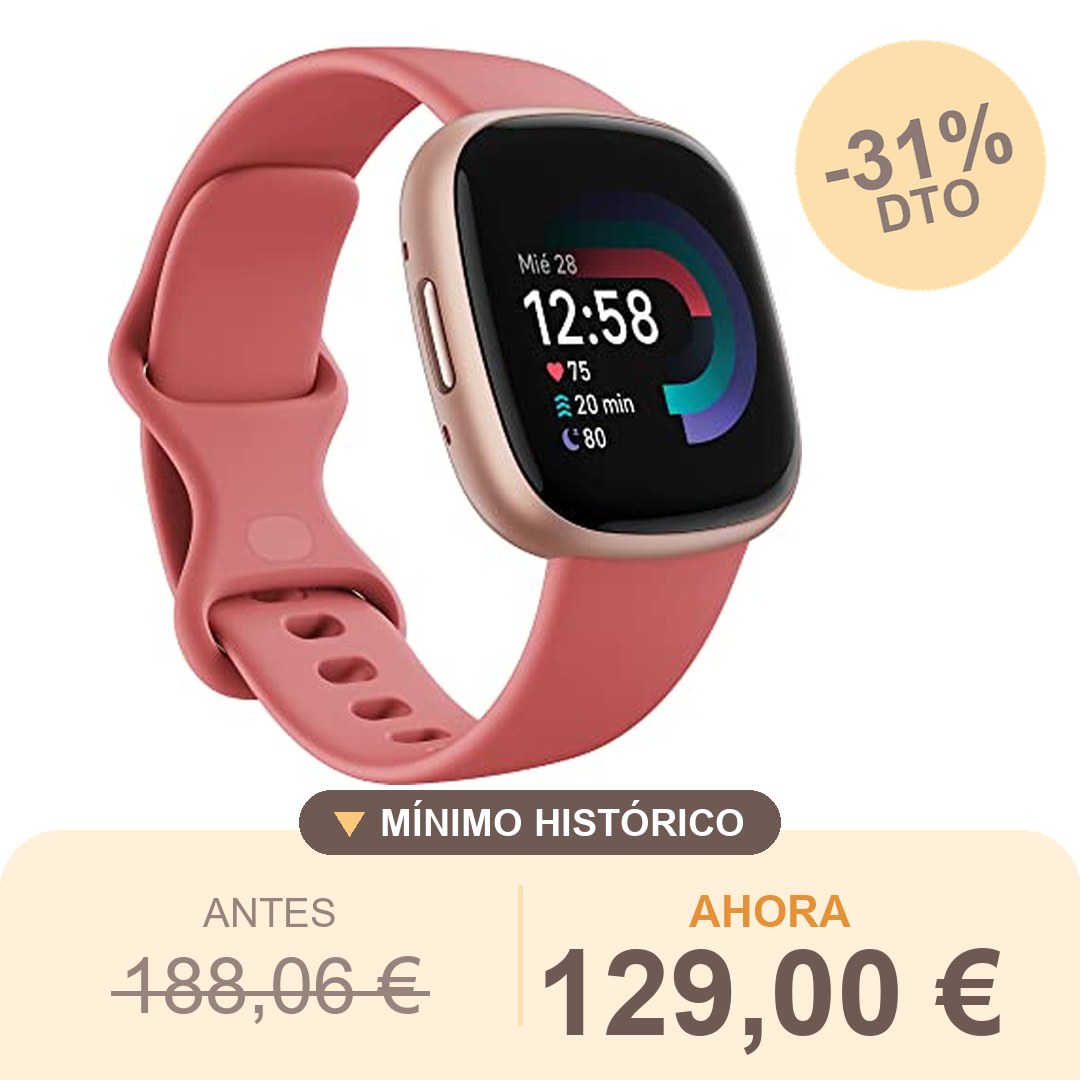 -31%
DTO
Mié 28
12:58
75
20 min
80
MÍNIMO HISTÓRICO
ANTES
188,06 €
AHORA
129,00 €